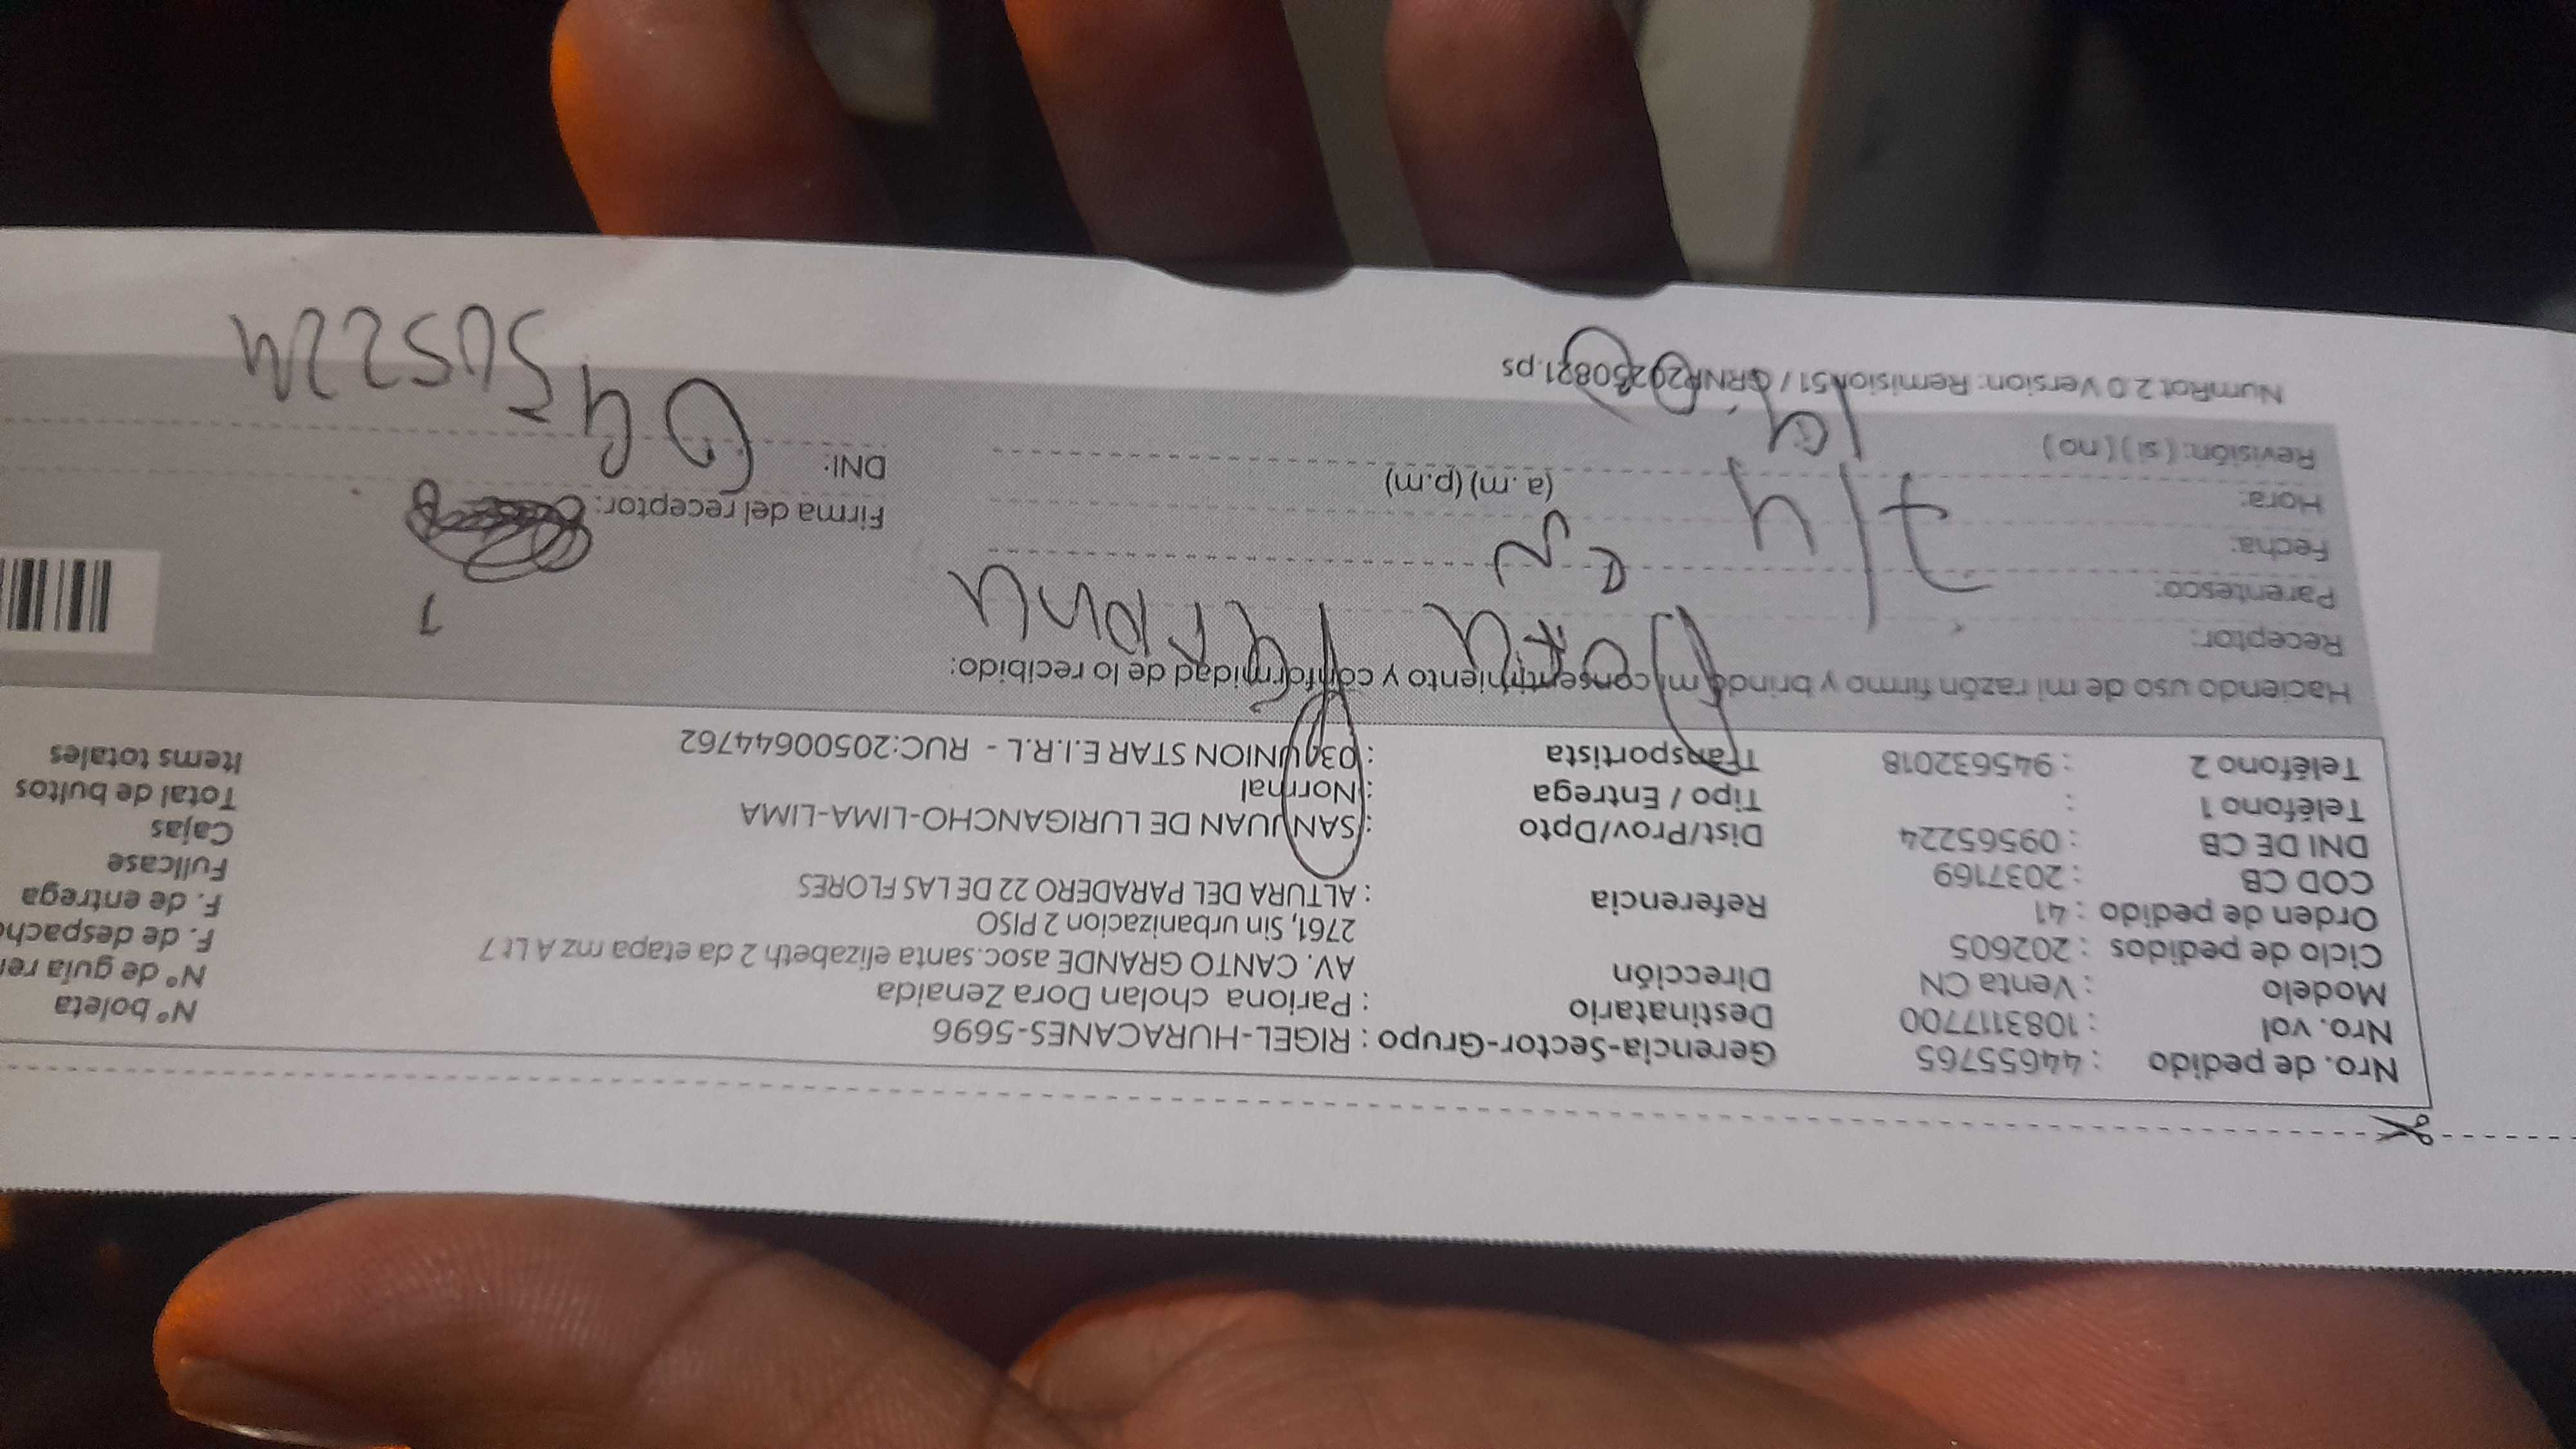 Nro. de pedido : 44655765
Nro. vol : 1083117700
Modelo : Venta CN
Ciclo de pedidos : 202605
Orden de pedido : 41
COD CB : 2037169
DNI DE CB : 09565224
Teléfono 1 :
Teléfono 2 : 945632018
Gerencia-Sector-Grupo : RIGEL-HURACANES-5696
Destinatario : Pariona cholan Dora Zenaida
Dirección AV. CANTO GRANDE asoc.santa elizabeth 2 da etapa mz A Lt 7
2761, Sin urbanizacion 2 PISO
Referencia : ALTURA DEL PARADERO 22 DE LAS FLORES
Dist/Prov/Dpto : SAN JUAN DE LURIGANCHO-LIMA-LIMA
Tipo / Entrega : Normal
Transportista : 030 UNION STAR E.I.R.L - RUC:20500644762
Nº boleta
Nº de guía
F. de despacho
F. de entrega
Fullcase
Cajas
Total de bultos
Items totales
Haciendo uso de mi razón firmo y brindo mi consentimiento y conformidad de lo recibido:
Receptor:
Parentesco:
Fecha:
Hora: (a.m) (p.m)
Revisión: (si) (no)
Firma del receptor:
DNI:
NumRot 2.0 Version: Remision51 / GRNR20250821.ps